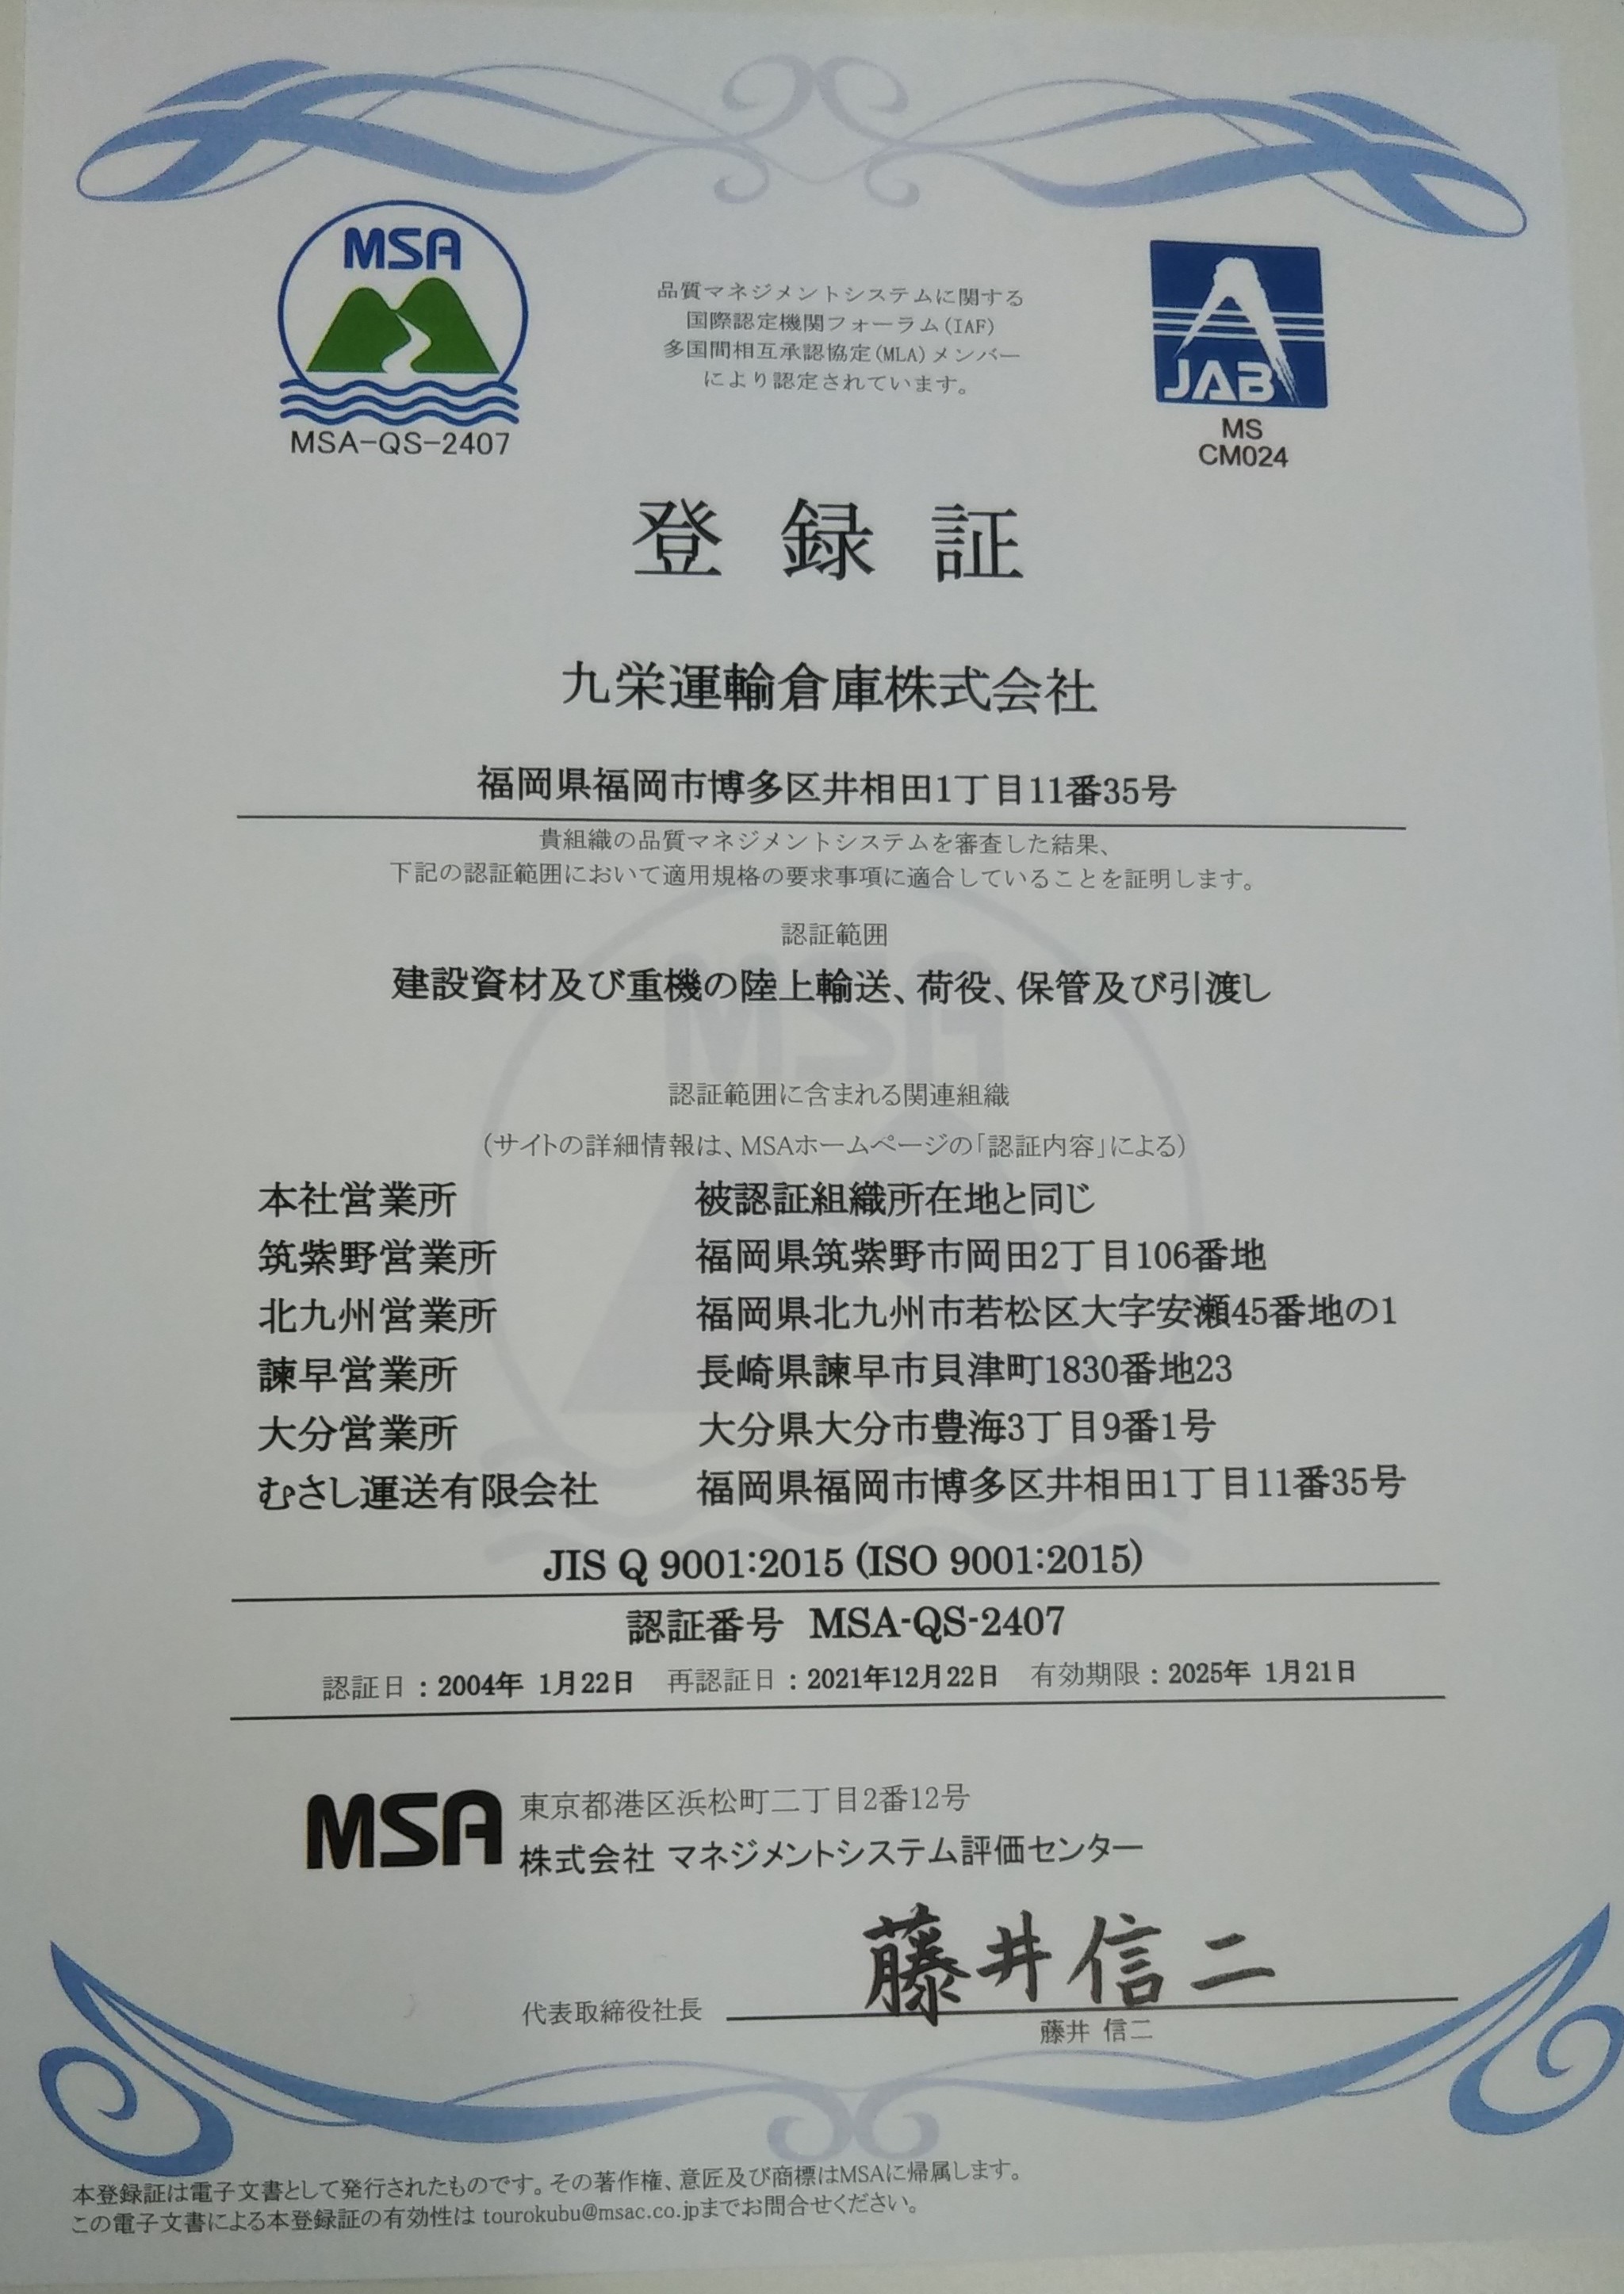 MSA
MSA-QS-2407
品質マネジメントシステムに関する
国際認定機関フォーラム(IAF)
多国間相互承認協定(MLA)メンバー
により認定されています。
JAB
MS
CM024
登録証
九栄運輸倉庫株式会社
福岡県福岡市博多区井相田1丁目11番35号
貴組織の品質マネジメントシステムを審査した結果、
下記の認証範囲において適用規格の要求事項に適合していることを証明します。
認証範囲
建設資材及び重機の陸上輸送、荷役、保管及び引渡し
認証範囲に含まれる関連組織
(サイトの詳細情報は、MSAホームページの「認証内容」による)
本社営業所 被認証組織所在地と同じ
筑紫野営業所 福岡県筑紫野市岡田2丁目106番地
北九州営業所 福岡県北九州市若松区大字安瀬45番地の1
諫早営業所 長崎県諫早市貝津町1830番地23
大分営業所 大分県大分市豊海3丁目9番1号
むさし運送有限会社 福岡県福岡市博多区井相田1丁目11番35号
JIS Q 9001:2015 (ISO 9001:2015)
認証番号 MSA-QS-2407
認証日：2004年 1月22日 再認証日：2021年12月22日 有効期限：2025年 1月21日
MSA
東京都港区浜松町二丁目2番12号
株式会社 マネジメントシステム評価センター
藤井信二
代表取締役社長
藤井 信二
本登録証は電子文書として発行されたものです。その著作権、意匠及び商標はMSAに帰属します。
この電子文書による本登録証の有効性は tourokubu@msac.co.jpまでお問合せください。